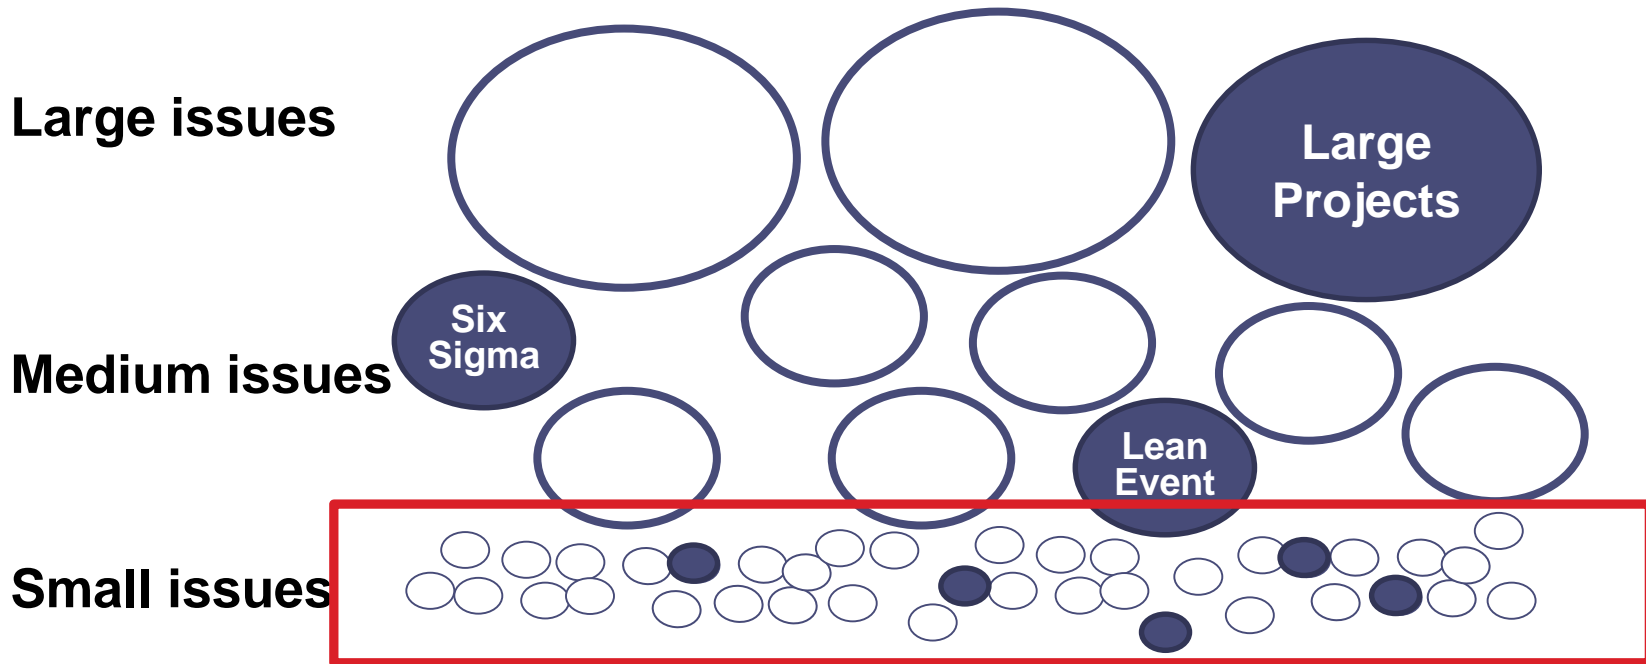 Large issues
Large
Projects
Six
Sigma
Medium issues
Lean
Event
Small issues